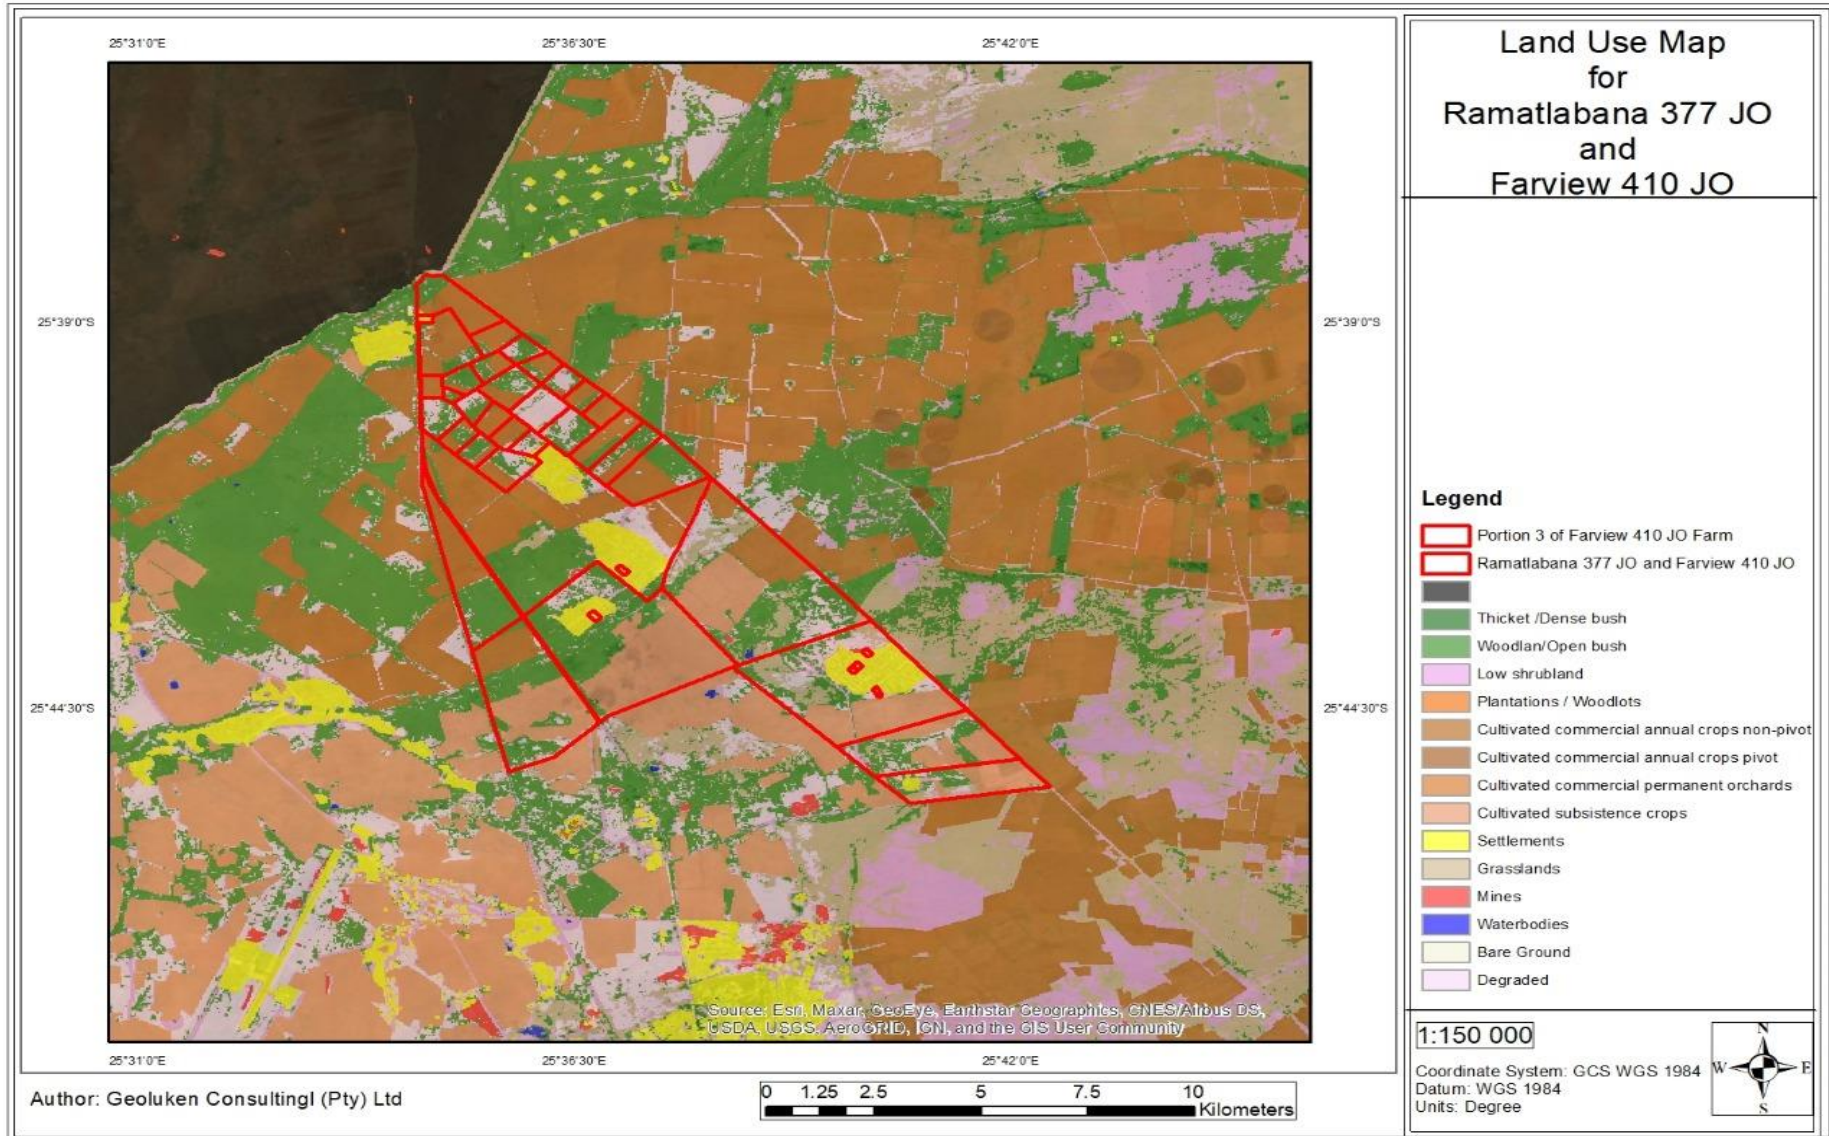 Land Use Map
for
Ramatlabana 377 JO
and
Farview 410 JO
25°31'0"E
25°36'30"E
25°42'0"E
25°39'0"S
25°39'0"S
25°44'30"S
25°44'30"S
Source: Esri, Maxar, GeoEye, Earthstar Geographics, CNES/Airbus DS,
USDA, USGS, AeroGRID, IGN, and the GIS User Community
25°31'0"E
25°36'30"E
25°42'0"E
Legend
Portion 3 of Farview 410 JO Farm
Ramatlabana 377 JO and Farview 410 JO
Thicket /Dense bush
Woodlan/Open bush
Low shrubland
Plantations / Woodlots
Cultivated commercial annual crops non-pivot
Cultivated commercial annual crops pivot
Cultivated commercial permanent orchards
Cultivated subsistence crops
Settlements
Grasslands
Mines
Waterbodies
Bare Ground
Degraded
1:150 000
Coordinate System: GCS WGS 1984
Datum: WGS 1984
Units: Degree
N
W E
S
Author: Geoluken Consultingl (Pty) Ltd
0 1.25 2.5 5 7.5 10
Kilometers